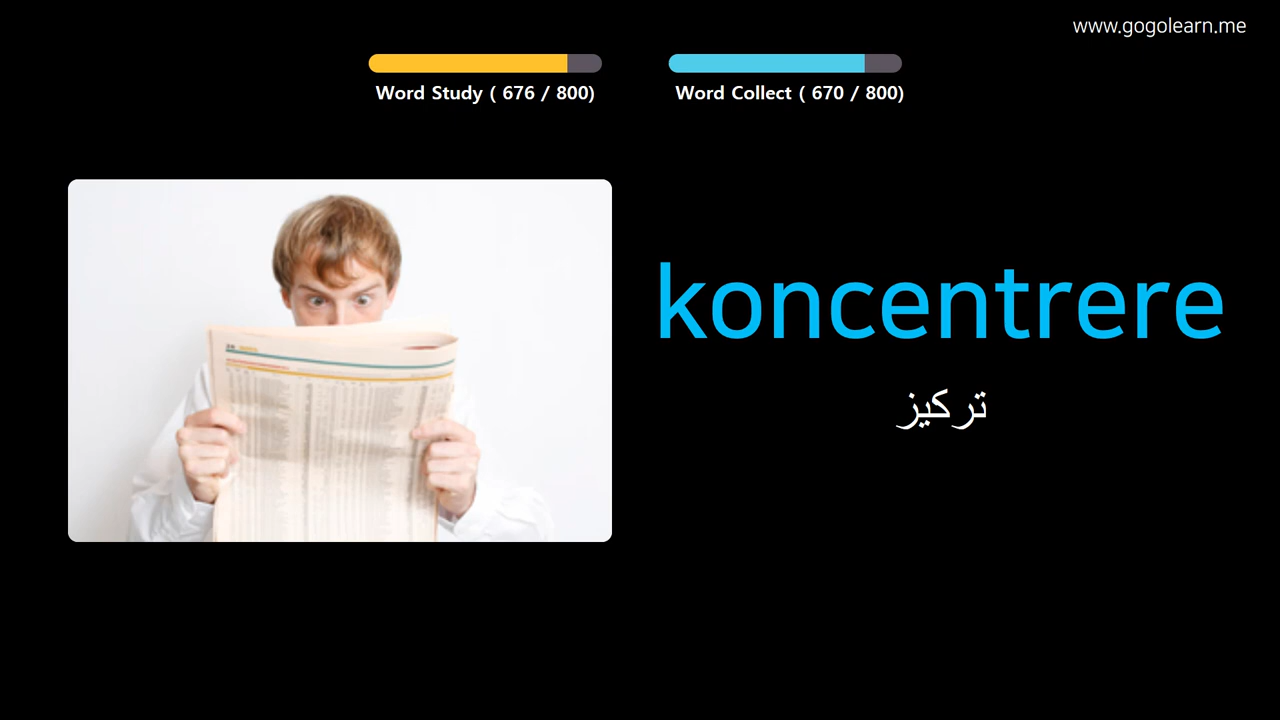 www.gogolearn.me
Word Study ( 676 / 800)
Word Collect ( 670 / 800)
koncentrere
تركيز